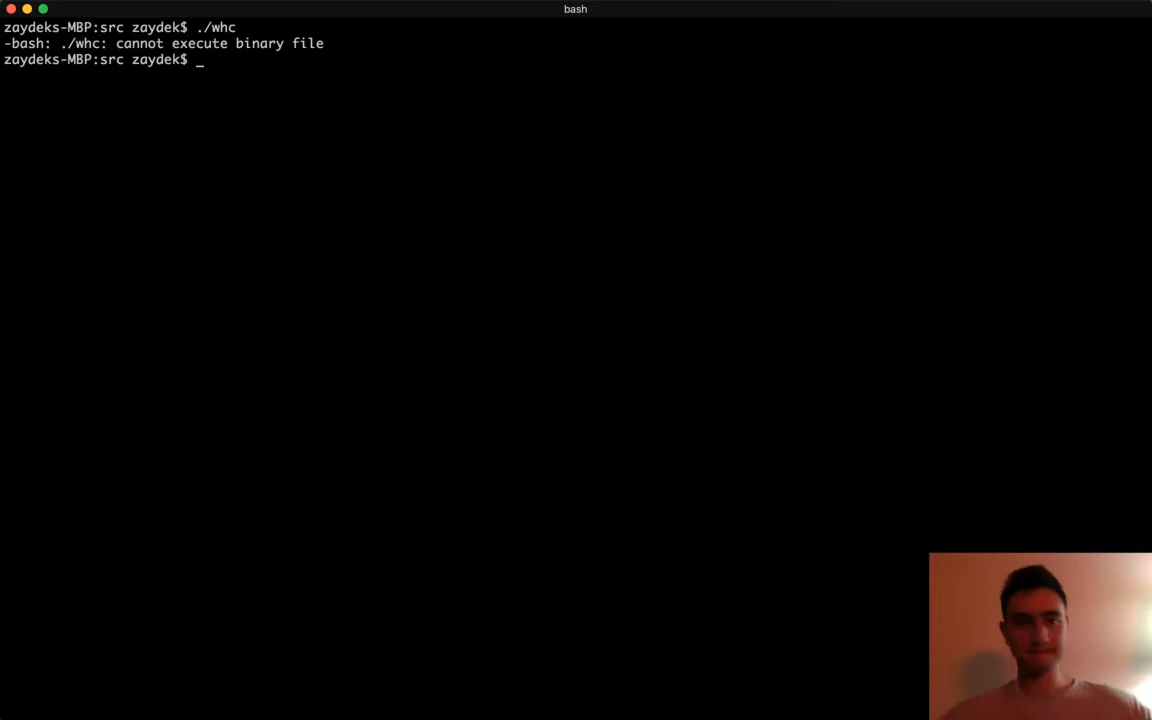 bash
zaydeks-MBP:src zaydek$ ./whc
-bash: ./whc: cannot execute binary file
zaydeks-MBP:src zaydek$ _